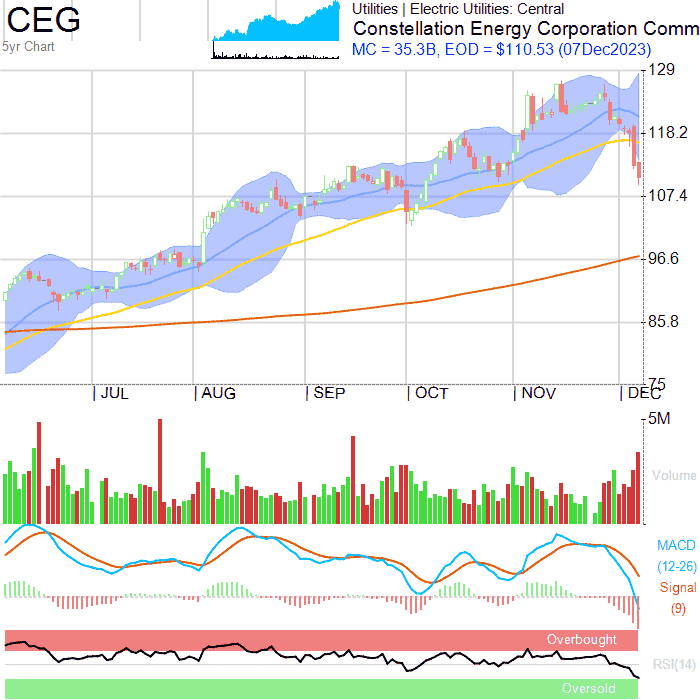 CEG
5yr Chart
Utilities | Electric Utilities: Central
Constellation Energy Corporation Comm
MC = 35.3B, EOD = $110.53 (07Dec2023)
129
118.2
107.4
96.6
85.8
75
JUL AUG SEP OCT NOV DEC
5M
Volume
MACD
(12-26)
Signal
(9)
Overbought
RSI(14)
Oversold